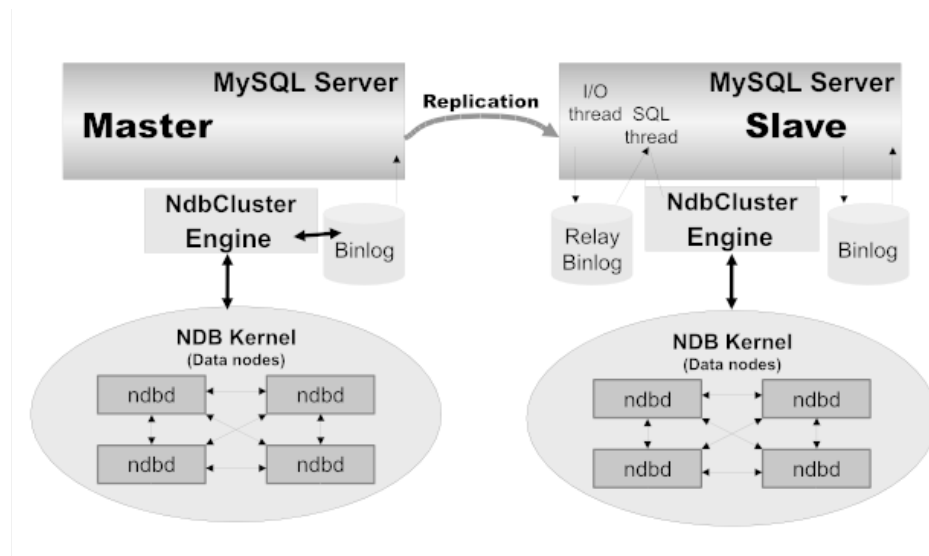 MySQL Server
Master
Replication
MySQL Server
I/O
thread
SQL
thread
Slave
NdbCluster
Engine
Binlog
Relay
Binlog
NdbCluster
Engine
Binlog
NDB Kernel
(Data nodes)
ndbd
ndbd
ndbd
ndbd
NDB Kernel
(Data nodes)
ndbd
ndbd
ndbd
ndbd